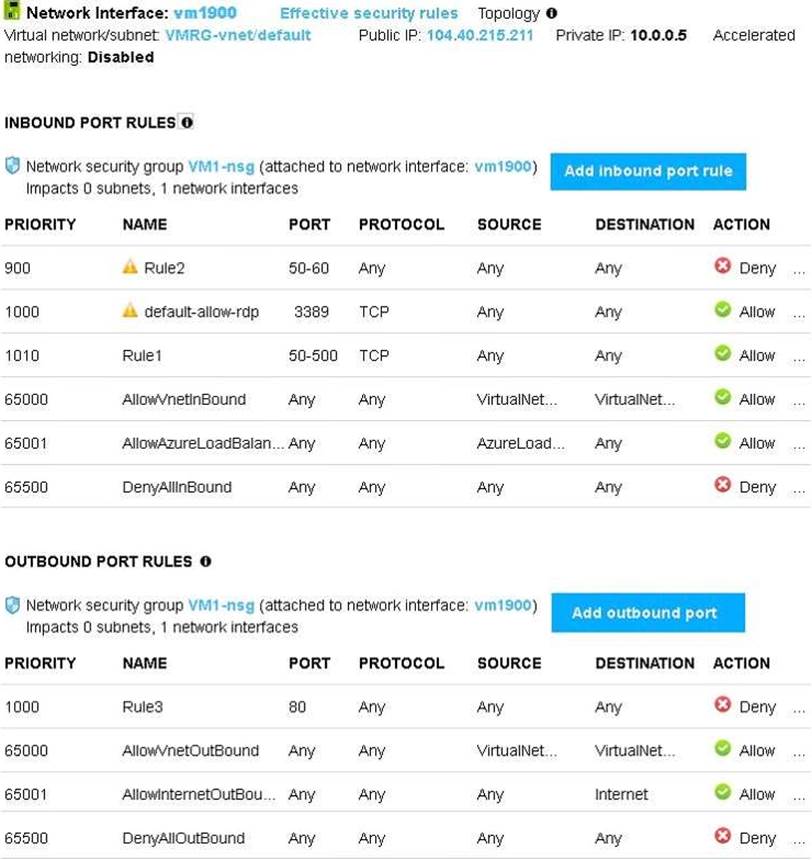 Network Interface: vm1900 Effective security rules Topology
Virtual network/subnet: VMRG-vnet/default Public IP: 104.40.215.211 Private IP: 10.0.0.5 Accelerated
networking: Disabled
INBOUND PORT RULES
Network security group VM1-nsg (attached to network interface: vm1900) Add inbound port rule
Impacts 0 subnets, 1 network interfaces
PRIORITY NAME PORT PROTOCOL SOURCE DESTINATION ACTION
900 Rule2 50-60 Any Any Any Deny ...
1000 default-allow-rdp 3389 TCP Any Any Allow ...
1010 Rule1 50-500 TCP Any Any Allow ...
65000 AllowVnetInBound Any Any VirtualNet... VirtualNet... Allow ...
65001 AllowAzureLoadBalan... Any Any AzureLoad... Any Allow ...
65500 DenyAllInBound Any Any Any Any Deny ...
OUTBOUND PORT RULES
Network security group VM1-nsg (attached to network interface: vm1900) Add outbound port
Impacts 0 subnets, 1 network interfaces
PRIORITY NAME PORT PROTOCOL SOURCE DESTINATION ACTION
1000 Rule3 80 Any Any Any Deny ...
65000 AllowVnetOutBound Any Any VirtualNet... VirtualNet... Allow ...
65001 AllowInternetOutBou... Any Any Any Internet Allow ...
65500 DenyAllOutBound Any Any Any Any Deny ...